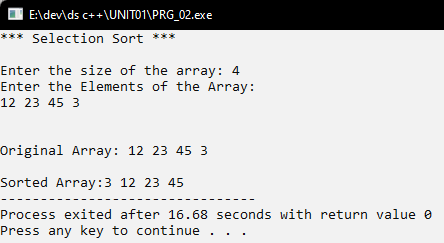 E:\dev\ds c++\UNIT01\PRG_02.exe
*** Selection Sort ***
Enter the size of the array: 4
Enter the Elements of the Array:
12 23 45 3
Original Array: 12 23 45 3
Sorted Array:3 12 23 45
--------------------------------
Process exited after 16.68 seconds with return value 0
Press any key to continue . . .